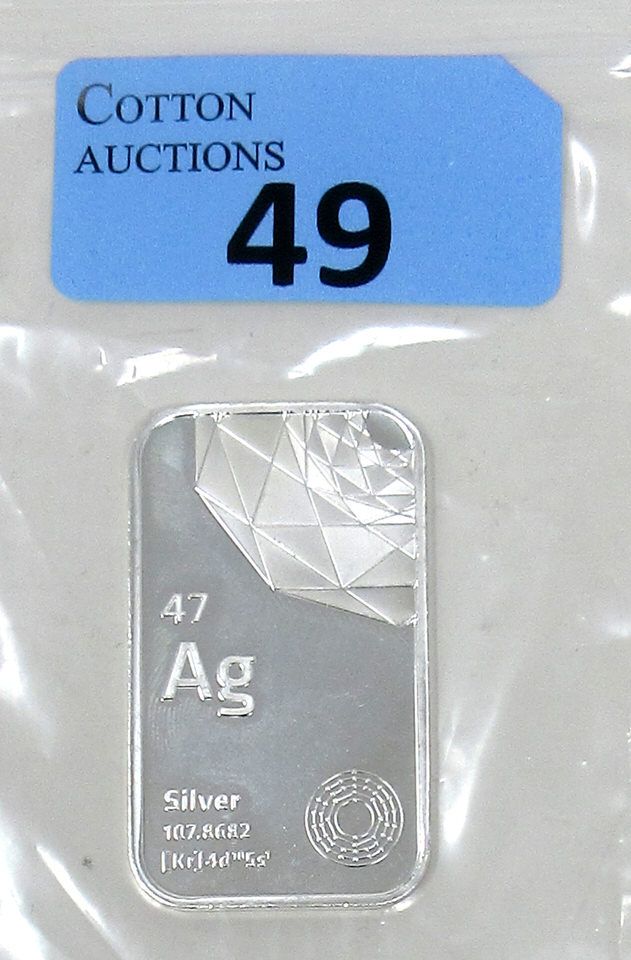 COTTON
AUCTIONS
49
47
Ag
Silver
107.8682
[Kr]4d¹⁰5s¹